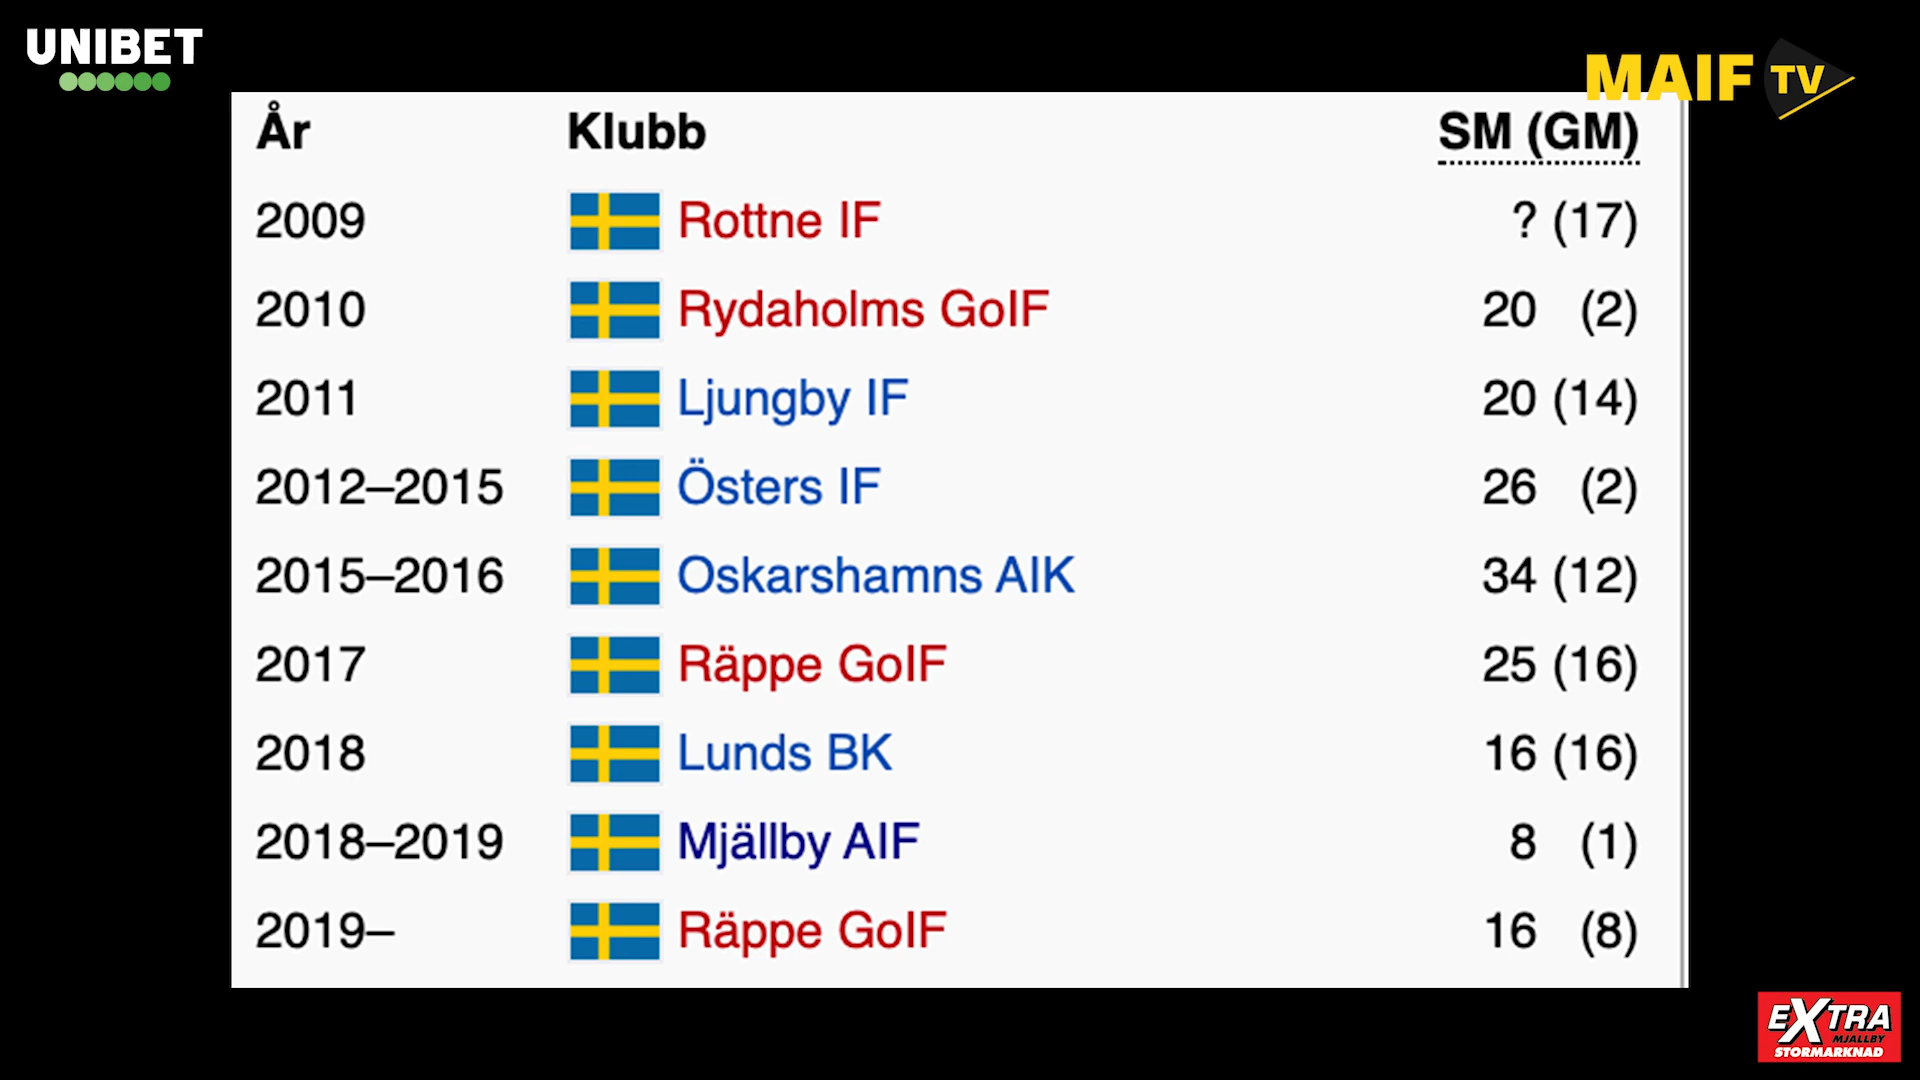 UNIBET
MAIF TV
År Klubb SM (GM)
2009 Rottne IF ? (17)
2010 Rydaholms GoIF 20 (2)
2011 Ljungby IF 20 (14)
2012–2015 Östers IF 26 (2)
2015–2016 Oskarshamns AIK 34 (12)
2017 Räppe GoIF 25 (16)
2018 Lunds BK 16 (16)
2018–2019 Mjällby AIF 8 (1)
2019– Räppe GoIF 16 (8)
EXTRA
MJÄLLBY
STORMARKNAD